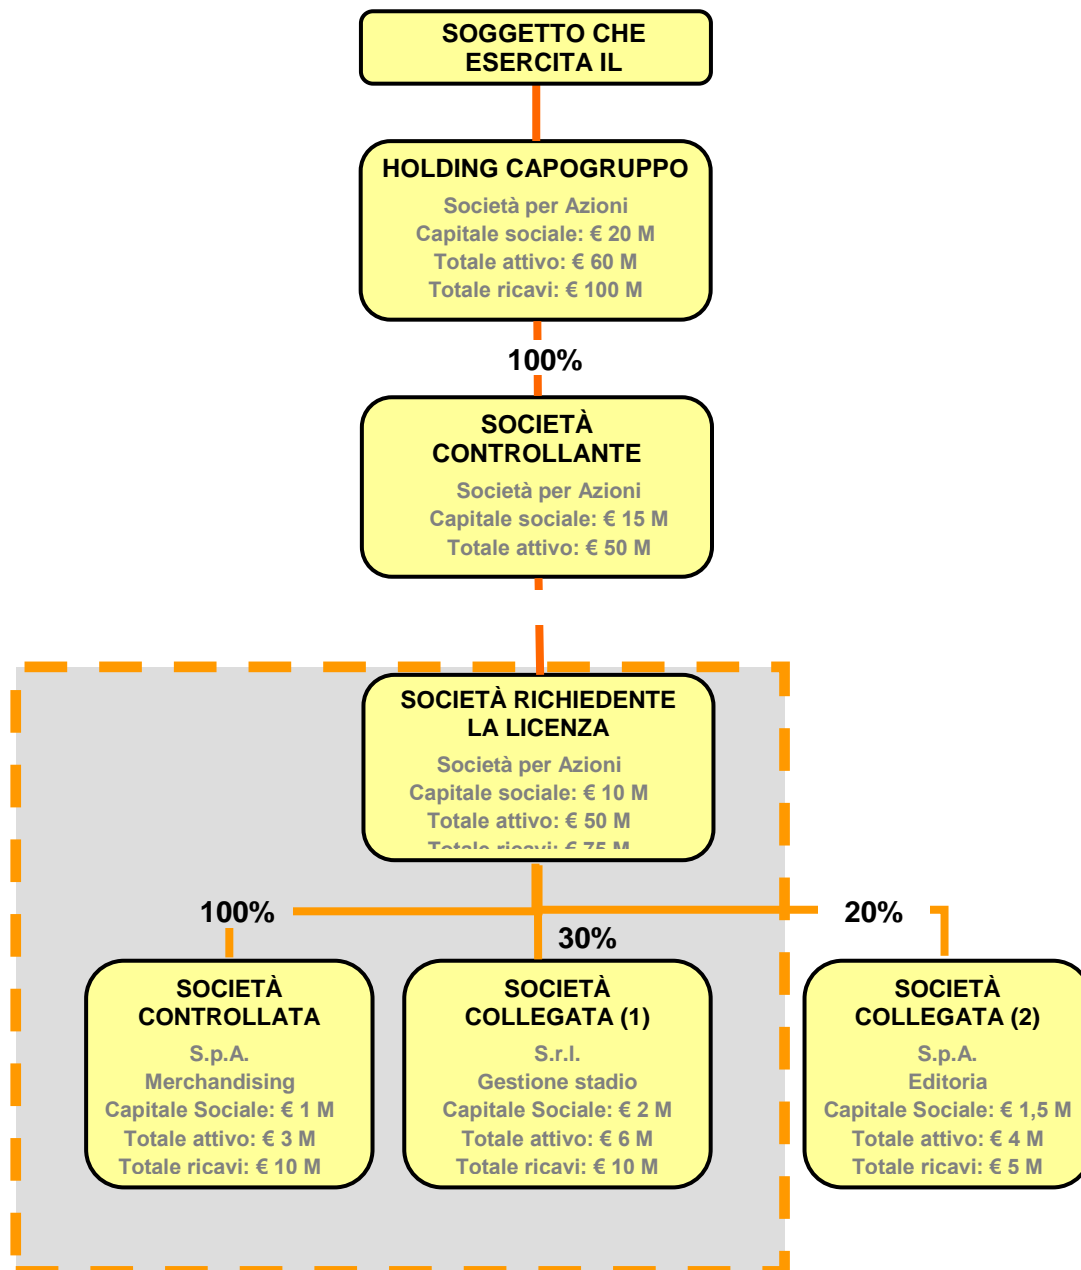 SOGGETTO CHE
ESERCITA IL
HOLDING CAPOGRUPPO
Società per Azioni
Capitale sociale: € 20 M
Totale attivo: € 60 M
Totale ricavi: € 100 M
100%
SOCIETÀ
CONTROLLANTE
Società per Azioni
Capitale sociale: € 15 M
Totale attivo: € 50 M
SOCIETÀ RICHIEDENTE
LA LICENZA
Società per Azioni
Capitale sociale: € 10 M
Totale attivo: € 50 M
Totale ricavi: € 75 M
100%
30%
20%
SOCIETÀ
CONTROLLATA
S.p.A.
Merchandising
Capitale Sociale: € 1 M
Totale attivo: € 3 M
Totale ricavi: € 10 M
SOCIETÀ
COLLEGATA (1)
S.r.l.
Gestione stadio
Capitale Sociale: € 2 M
Totale attivo: € 6 M
Totale ricavi: € 10 M
SOCIETÀ
COLLEGATA (2)
S.p.A.
Editoria
Capitale Sociale: € 1,5 M
Totale attivo: € 4 M
Totale ricavi: € 5 M